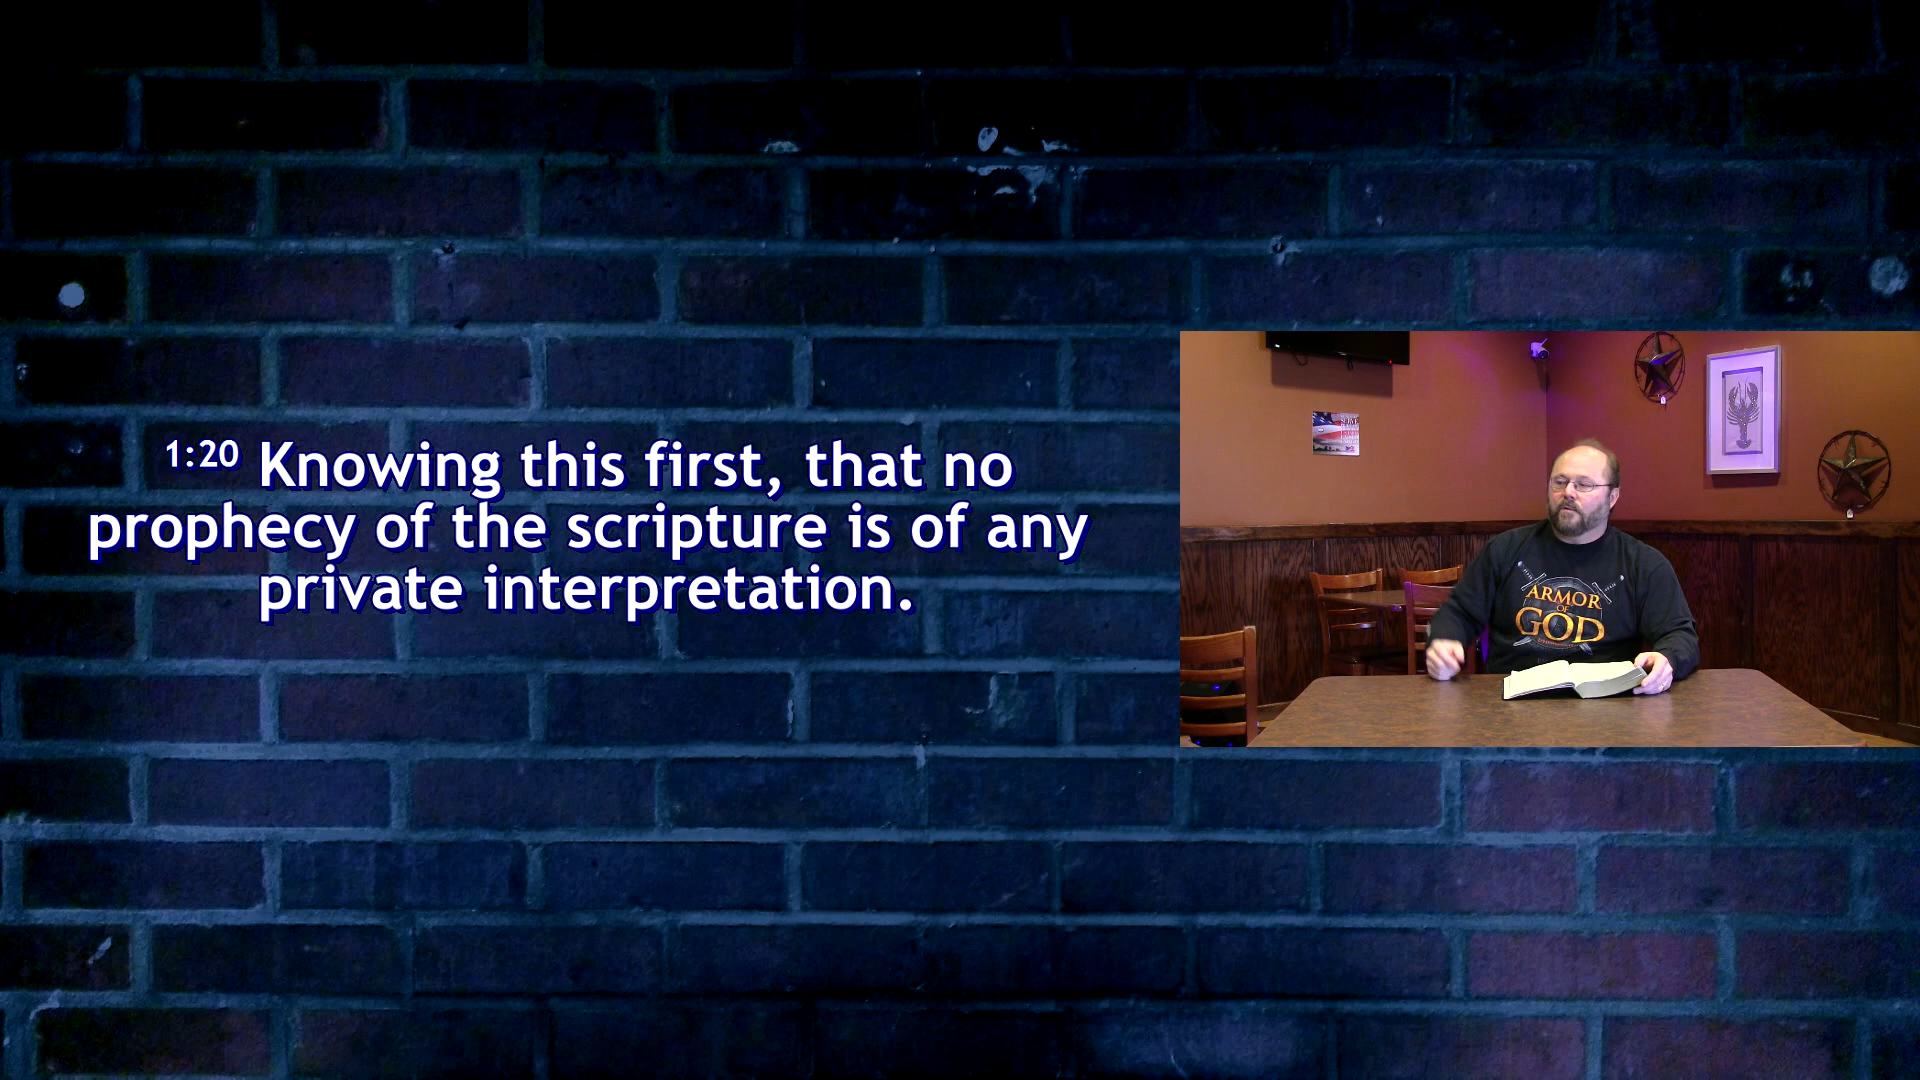 1:20 Knowing this first, that no
prophecy of the scripture is of any
private interpretation.
ARMOR
OF
GOD